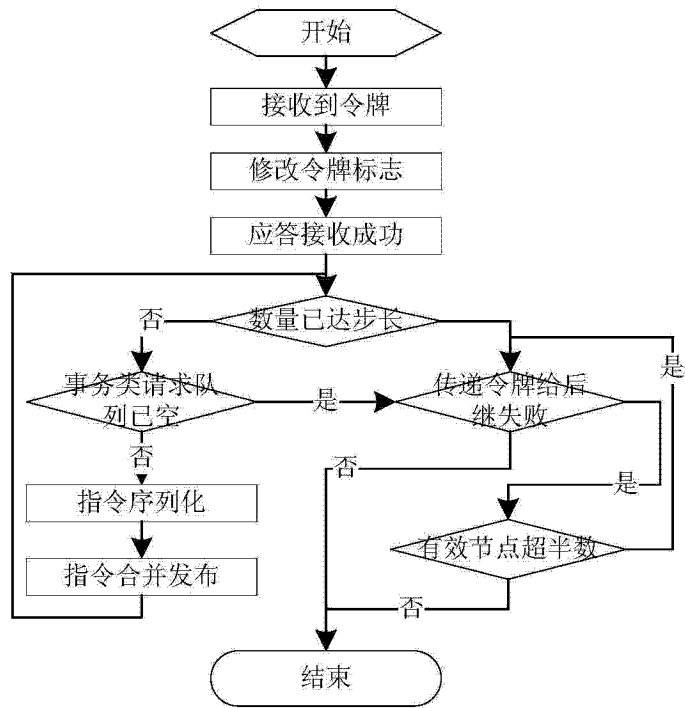 开始
接收到令牌
修改令牌标志
应答接收成功
数量已达步长
否
事务类请求队
列已空
是
传递令牌给后
继失败
是
否
否
是
指令序列化
有效节点超半数
指令合并发布
否
结束